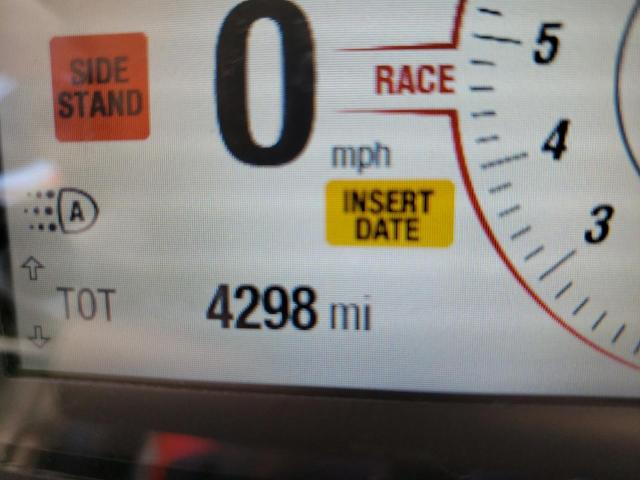 SIDE
STAND
0
mph
RACE
5
4
3
A
INSERT
DATE
TOT
4298 mi